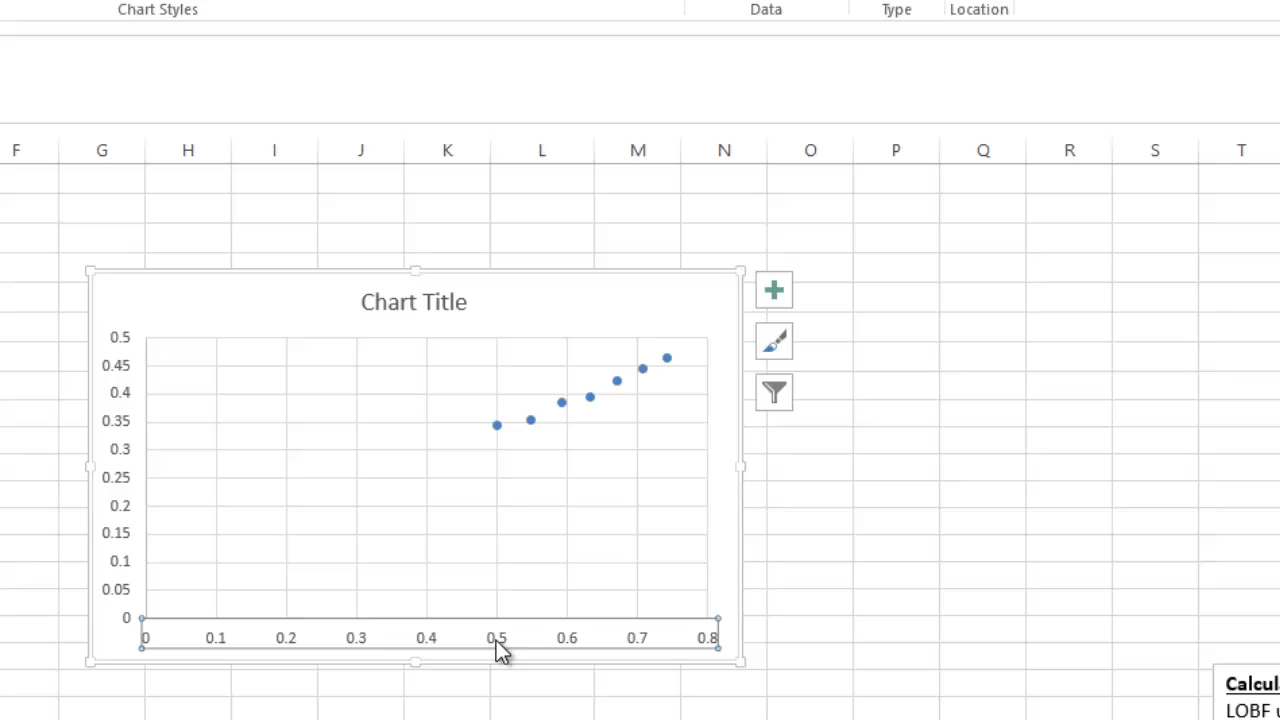 Chart Styles Data Type Location
F G H I J K L M N O P Q R S T
Chart Title
0.5
0.45
0.4
0.35
0.3
0.25
0.2
0.15
0.1
0.05
0
0 0.1 0.2 0.3 0.4 0.5 0.6 0.7 0.8
Calcul
LOBF u